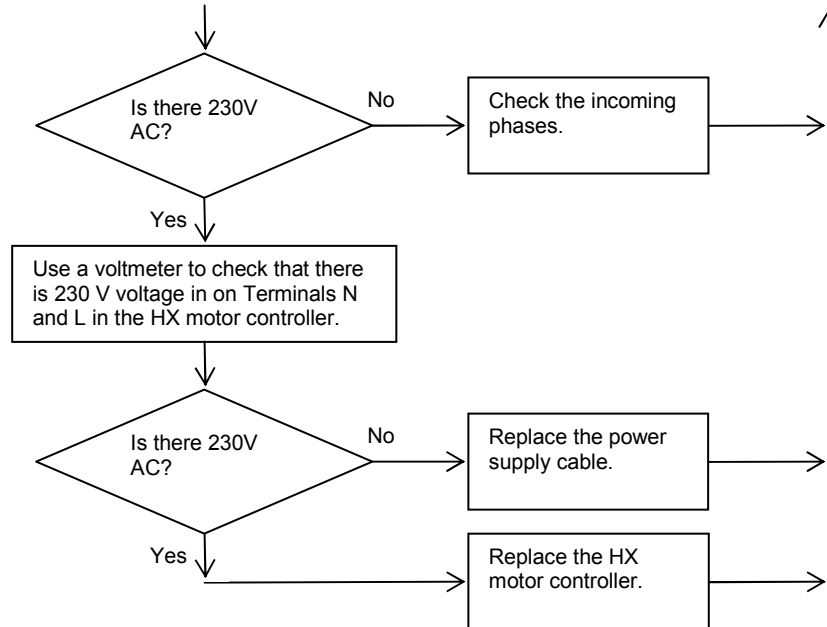 Is there 230V
AC?
No
Check the incoming
phases.
Yes
Use a voltmeter to check that there
is 230 V voltage in on Terminals N
and L in the HX motor controller.
Is there 230V
AC?
No
Replace the power
supply cable.
Yes
Replace the HX
motor controller.